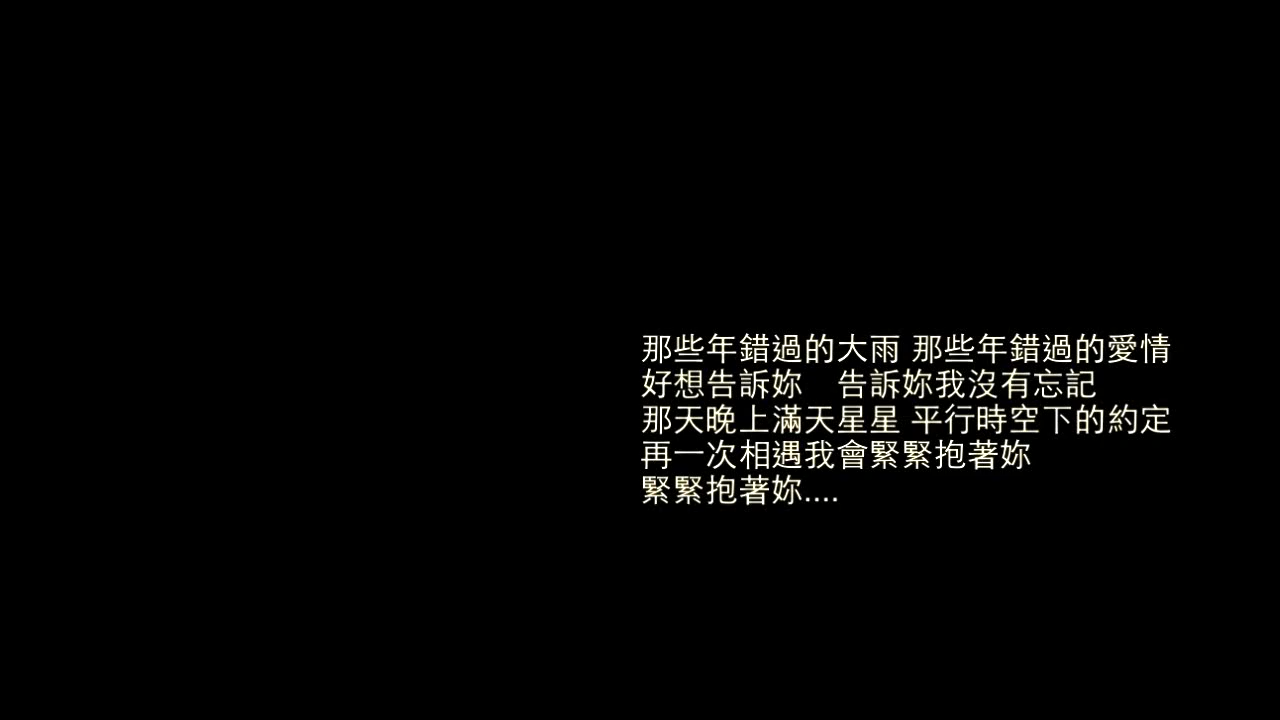 那些年錯過的大雨 那些年錯過的愛情
好想告訴妳　告訴妳我沒有忘記
那天晚上滿天星星 平行時空下的約定
再一次相遇我會緊緊抱著妳
緊緊抱著妳....